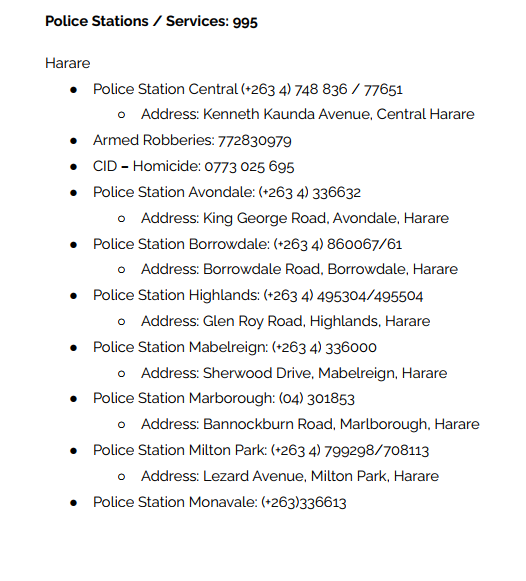 Police Stations / Services: 995
Harare
● Police Station Central (+263 4) 748 836 / 77651
○ Address: Kenneth Kaunda Avenue, Central Harare
● Armed Robberies: 772830979
● CID – Homicide: 0773 025 695
● Police Station Avondale: (+263 4) 336632
○ Address: King George Road, Avondale, Harare
● Police Station Borrowdale: (+263 4) 860067/61
○ Address: Borrowdale Road, Borrowdale, Harare
● Police Station Highlands: (+263 4) 495304/495504
○ Address: Glen Roy Road, Highlands, Harare
● Police Station Mabelreign: (+263 4) 336000
○ Address: Sherwood Drive, Mabelreign, Harare
● Police Station Marborough: (04) 301853
○ Address: Bannockburn Road, Marlborough, Harare
● Police Station Milton Park: (+263 4) 799298/708113
○ Address: Lezard Avenue, Milton Park, Harare
● Police Station Monavale: (+263)336613